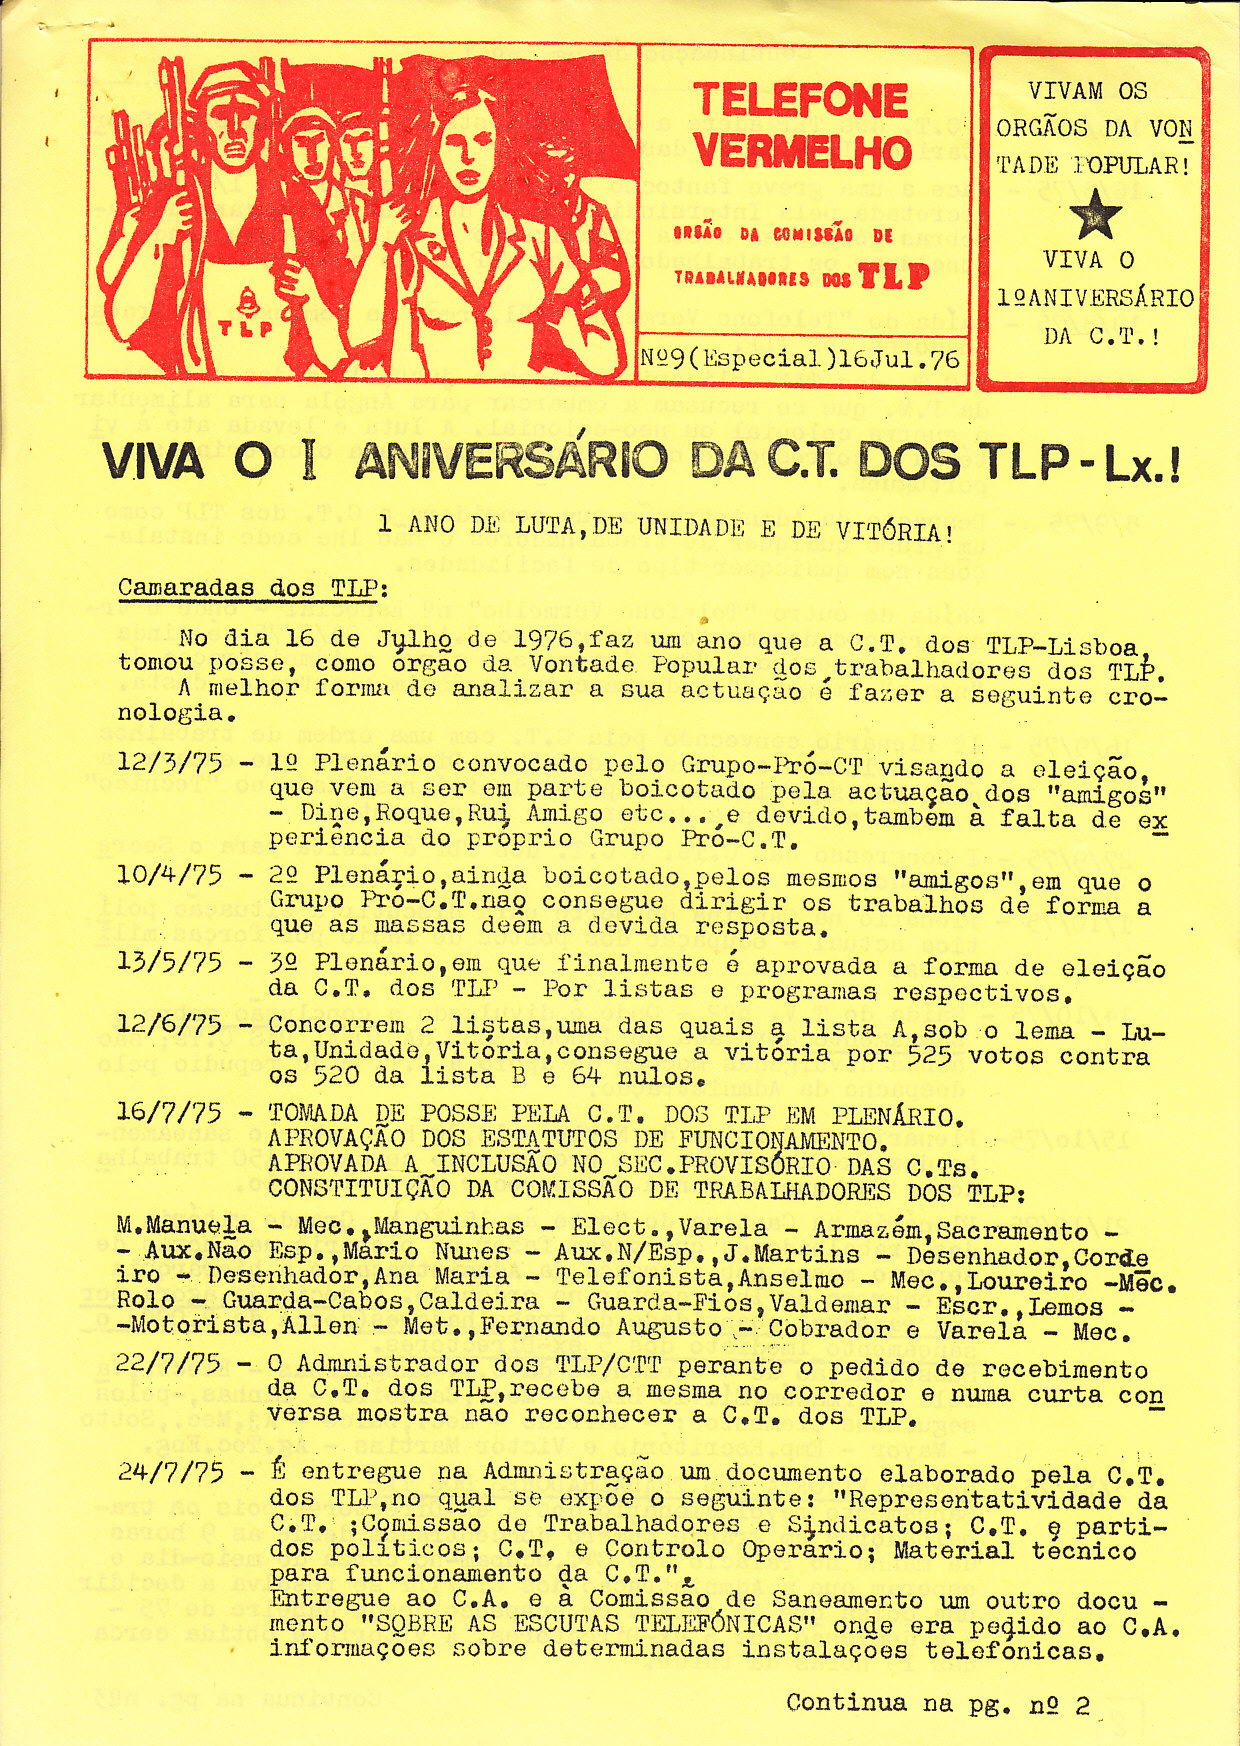 TLP
TELEFONE
VERMELHO
ORGÃO DA COMISSÃO DE
TRABALHADORES DOS TLP
Nº9(Especial)16Jul.76
VIVAM OS
ORGÃOS DA VON
TADE POPULAR!
VIVA O
1ºANIVERSÁRIO
DA C.T.!
VIVA O I ANIVERSÁRIO DA C.T. DOS TLP-Lx.!
1 ANO DE LUTA,DE UNIDADE E DE VITÓRIA!
Camaradas dos TLP:
No dia 16 de Julho de 1976,faz um ano que a C.T. dos TLP-Lisboa,
tomou posse, como órgão da Vontade Popular dos trabalhadores dos TLP.
A melhor forma de analizar a sua actuação é fazer a seguinte cro-
nologia.
12/3/75 - 1º Plenário convocado pelo Grupo-Pró-CT visando a eleição,
que vem a ser em parte boicotado pela actuação dos "amigos"
- Dine,Roque,Rui Amigo etc... e devido,também à falta de ex
periência do próprio Grupo Pró-C.T.
10/4/75 - 2º Plenário,ainda boicotado,pelos mesmos "amigos",em que o
Grupo Pró-C.T.não consegue dirigir os trabalhos de forma a
que as massas deêm a devida resposta.
13/5/75 - 3º Plenário,em que finalmente é aprovada a forma de eleição
da C.T. dos TLP - Por listas e programas respectivos.
12/6/75 - Concorrem 2 listas,uma das quais a lista A,sob o lema - Lu-
ta,Unidade,Vitória,consegue a vitória por 525 votos contra
os 520 da lista B e 64 nulos.
16/7/75 - TOMADA DE POSSE PELA C.T. DOS TLP EM PLENÁRIO.
APROVAÇÃO DOS ESTATUTOS DE FUNCIONAMENTO.
APROVADA A INCLUSÃO NO SEC.PROVISÓRIO DAS C.Ts.
CONSTITUIÇÃO DA COMISSÃO DE TRABALHADORES DOS TLP:
M.Manuela - Mec.,Manguinhas - Elect.,Varela - Armazém,Sacramento -
- Aux.Não Esp.,Mário Nunes - Aux.N/Esp.,J.Martins - Desenhador,Corde
iro - Desenhador,Ana Maria - Telefonista,Anselmo - Mec.,Loureiro -Mec.
Rolo - Guarda-Cabos,Caldeira - Guarda-Fios,Valdemar - Escr.,Lemos -
-Motorista,Allen - Met.,Fernando Augusto - Cobrador e Varela - Mec.
22/7/75 - O Admnistrador dos TLP/CTT perante o pedido de recebimento
da C.T. dos TLP,recebe a mesma no corredor e numa curta con
versa mostra não reconhecer a C.T. dos TLP.
24/7/75 - É entregue na Admnistração um documento elaborado pela C.T.
dos TLP,no qual se expõe o seguinte: "Representatividade da
C.T. ;Comissão de Trabalhadores e Sindicatos; C.T. e parti-
dos políticos; C.T. e Controlo Operário; Material técnico
para funcionamento da C.T.".
Entregue ao C.A. e à Comissão de Saneamento um outro docu -
mento "SOBRE AS ESCUTAS TELEFÓNICAS" onde era pedido ao C.A.
informações sobre determinadas instalações telefónicas.
Continua na pg. nº 2